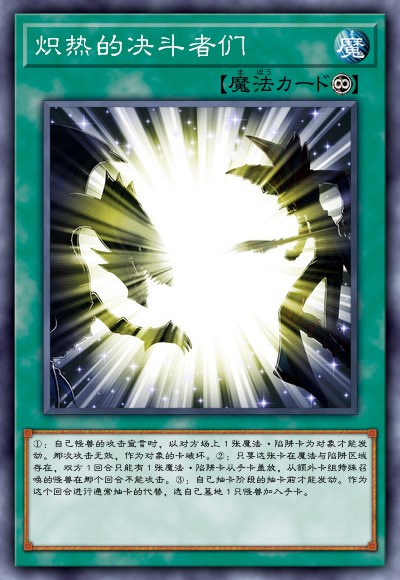 炽热的决斗者们
魔
【魔法カード】
まほう
①：自己怪兽的攻击宣言时，以对方场上1张魔法·陷阱卡为对象才能发
动。那次攻击无效，作为对象的卡破坏。②：只要这张卡在魔法与陷阱区域
存在，双方1回合只能有1张魔法·陷阱卡从手卡盖放，从额外卡组特殊召
唤的怪兽在那个回合不能攻击。③：自己抽卡阶段的抽卡前才能发动。作为
这个回合进行通常抽卡的代替，选自己墓地1只怪兽加入手卡。